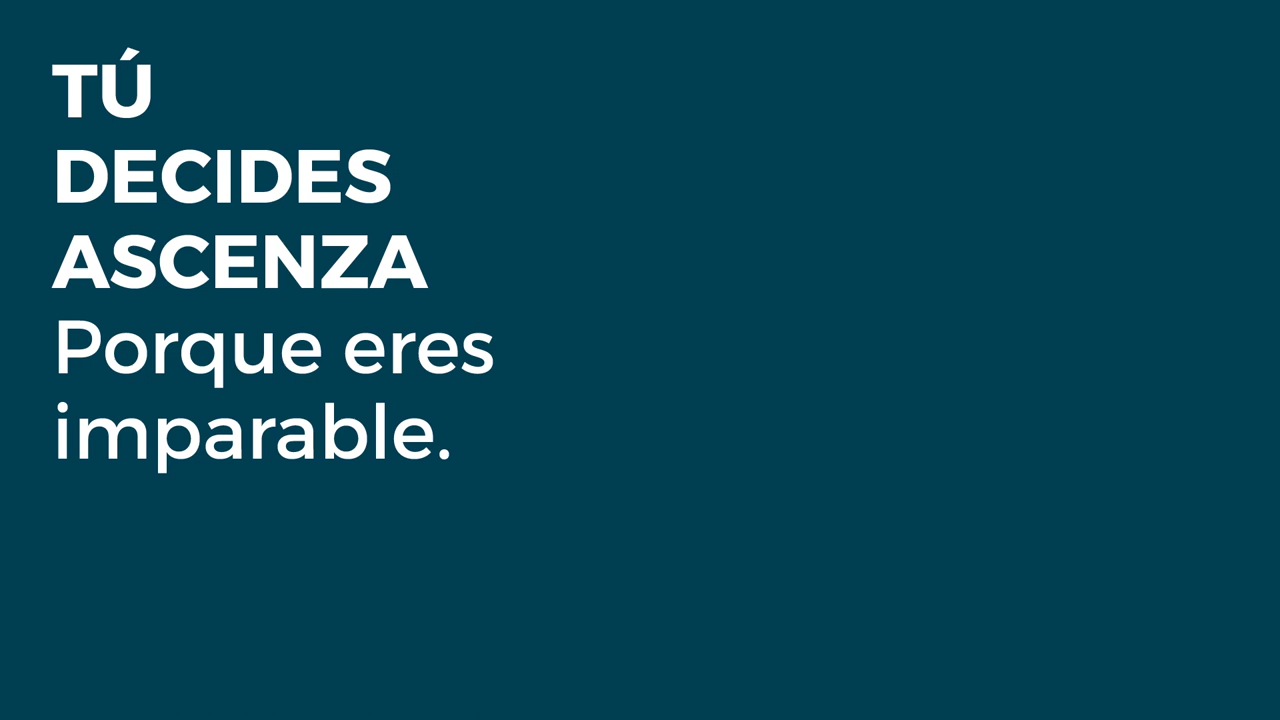 TÚ
DECIDES
ASCENZA
Porque eres
imparable.